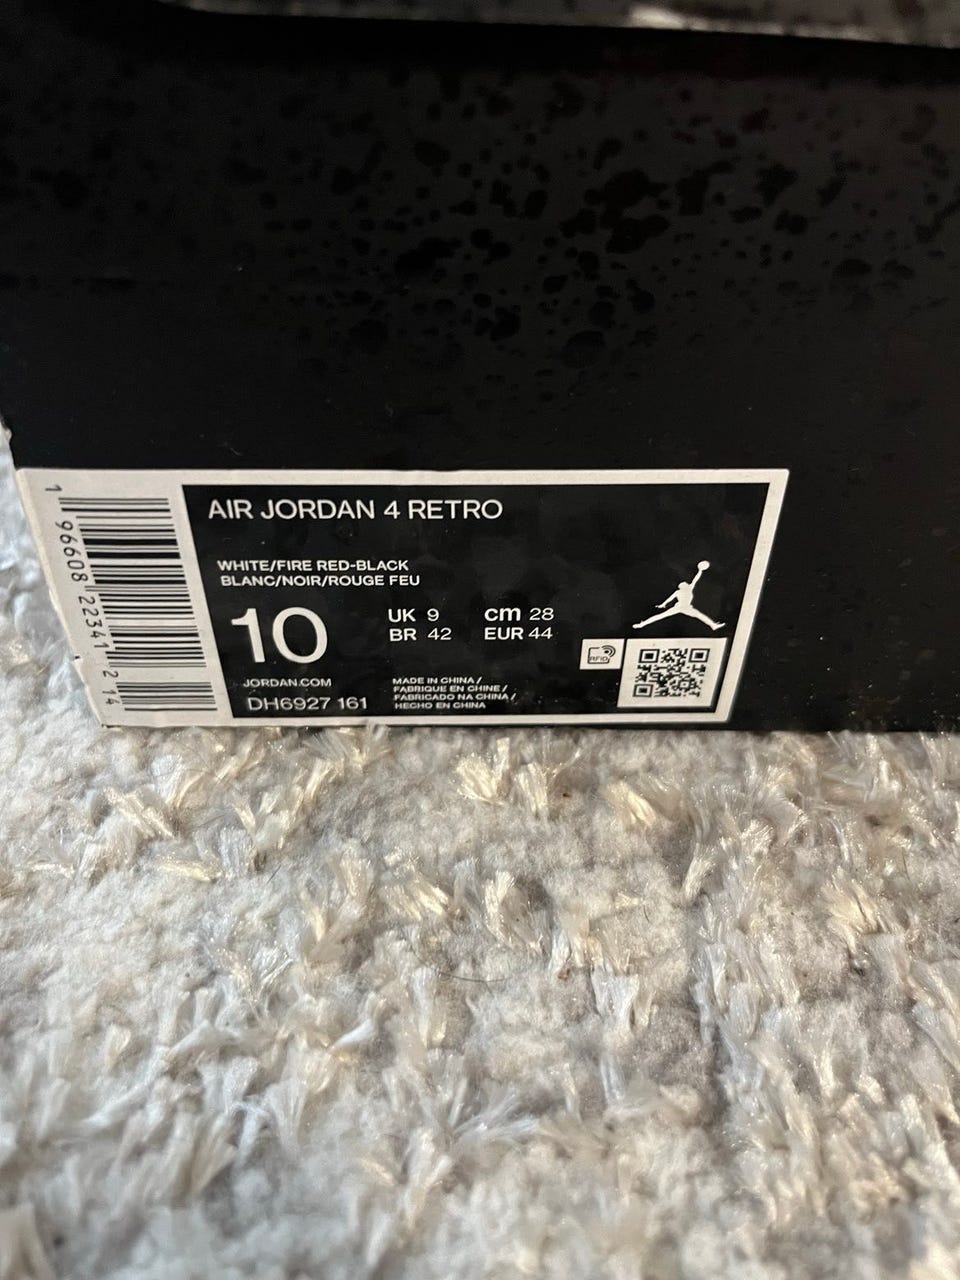 AIR JORDAN 4 RETRO
WHITE/FIRE RED-BLACK
BLANC/NOIR/ROUGE FEU
10
UK 9
cm 28
BR 42
EUR 44
JORDAN.COM
DH6927 161
MADE IN CHINA /
FABRIQUE EN CHINE /
FABRICADO NA CHINA /
HECHO EN CHINA
RFID
1 96608 22341 2 14